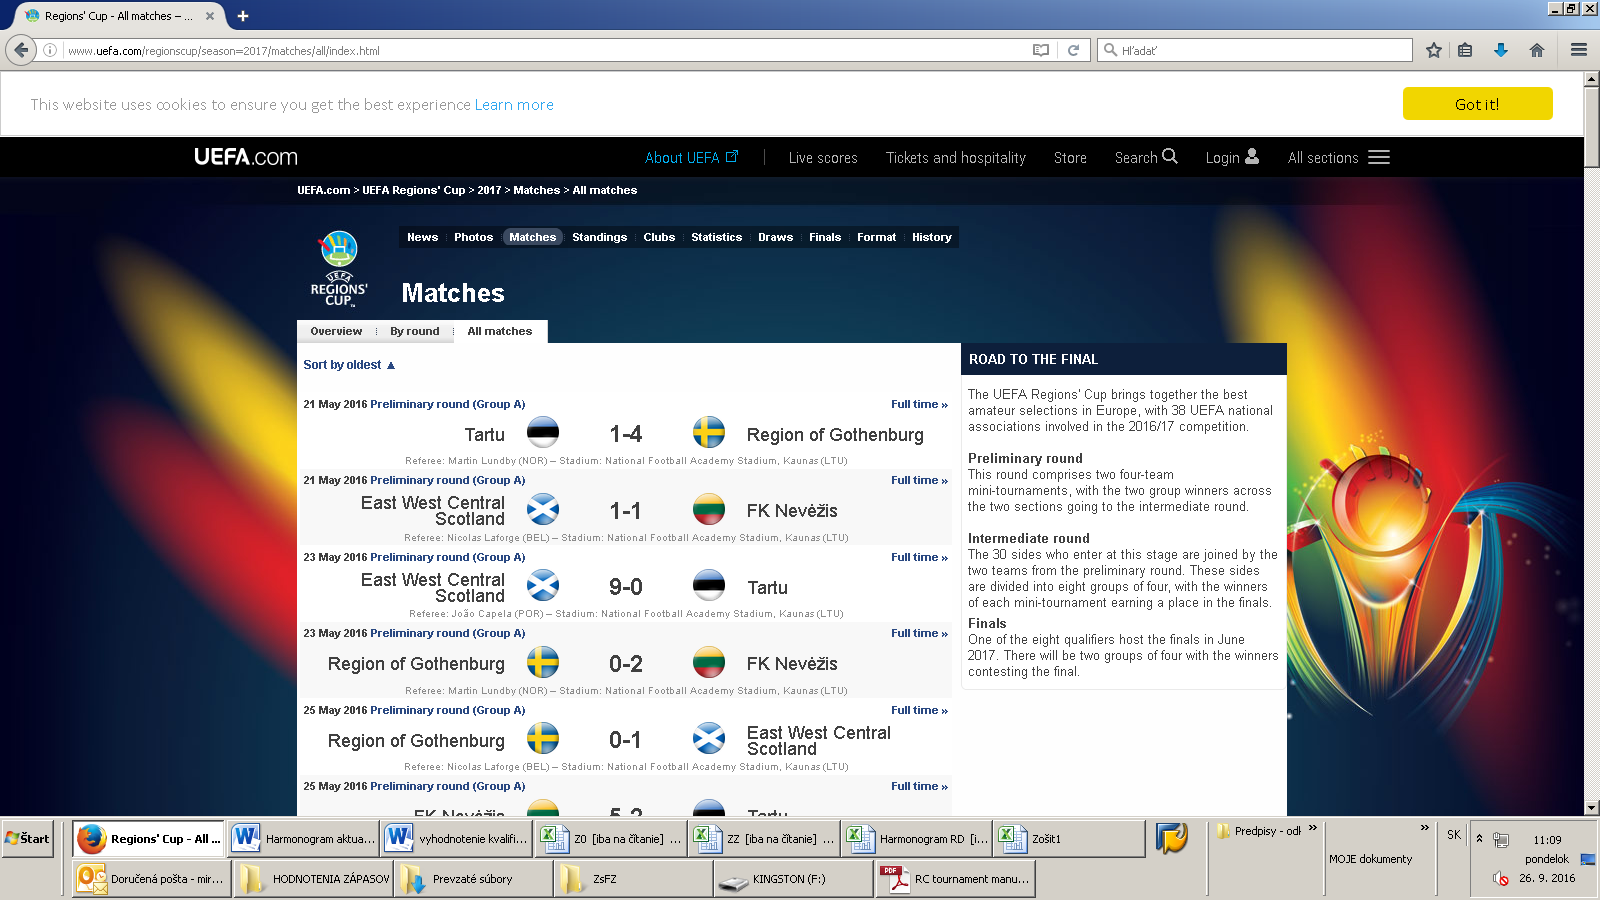 Regions' Cup - All matches – ...
www.uefa.com/regionscup/season=2017/matches/all/index.html
Hľadať
This website uses cookies to ensure you get the best experience Learn more
Got it!
UEFA.com
About UEFA
Live scores
Tickets and hospitality
Store
Search
Login
All sections
UEFA.com > UEFA Regions' Cup > 2017 > Matches > All matches
UEFA
REGIONS'
CUP™
News Photos Matches Standings Clubs Statistics Draws Finals Format History
Matches
Overview By round All matches
Sort by oldest ▲
21 May 2016 Preliminary round (Group A) Full time »
Tartu 1-4 Region of Gothenburg
Referee: Martin Lundby (NOR) – Stadium: National Football Academy Stadium, Kaunas (LTU)
21 May 2016 Preliminary round (Group A) Full time »
East West Central
Scotland 1-1 FK Nevėžis
Referee: Nicolas Laforge (BEL) – Stadium: National Football Academy Stadium, Kaunas (LTU)
23 May 2016 Preliminary round (Group A) Full time »
East West Central
Scotland 9-0 Tartu
Referee: João Capela (POR) – Stadium: National Football Academy Stadium, Kaunas (LTU)
23 May 2016 Preliminary round (Group A) Full time »
Region of Gothenburg 0-2 FK Nevėžis
Referee: Martin Lundby (NOR) – Stadium: National Football Academy Stadium, Kaunas (LTU)
25 May 2016 Preliminary round (Group A) Full time »
Region of Gothenburg 0-1 East West Central
Scotland
Referee: Nicolas Laforge (BEL) – Stadium: National Football Academy Stadium, Kaunas (LTU)
25 May 2016 Preliminary round (Group A) Full time »
FK Nevėžis 5-2 Tartu
ROAD TO THE FINAL
The UEFA Regions' Cup brings together the best
amateur selections in Europe, with 38 UEFA national
associations involved in the 2016/17 competition.
Preliminary round
This round comprises two four-team
mini-tournaments, with the two group winners across
the two sections going to the intermediate round.
Intermediate round
The 30 sides who enter at this stage are joined by the
two teams from the preliminary round. These sides
are divided into eight groups of four, with the winners
of each mini-tournament earning a place in the finals.
Finals
One of the eight qualifiers host the finals in June
2017. There will be two groups of four with the winners
contesting the final.
Štart
Regions' Cup - All ...
Harmonogram aktua...
vyhodnotenie kvalifi...
Z0 [iba na čítanie] ...
ZZ [iba na čítanie] ...
Harmonogram RD [i...
Zošit1
Predpisy - odk »
»
MOJE dokumenty
SK
11:09
pondelok
26. 9. 2016
Doručená pošta - mir...
HODNOTENIA ZÁPASOV
Prevzaté súbory
ZsFZ
KINGSTON (F:)
PDF
RC tournament manu...